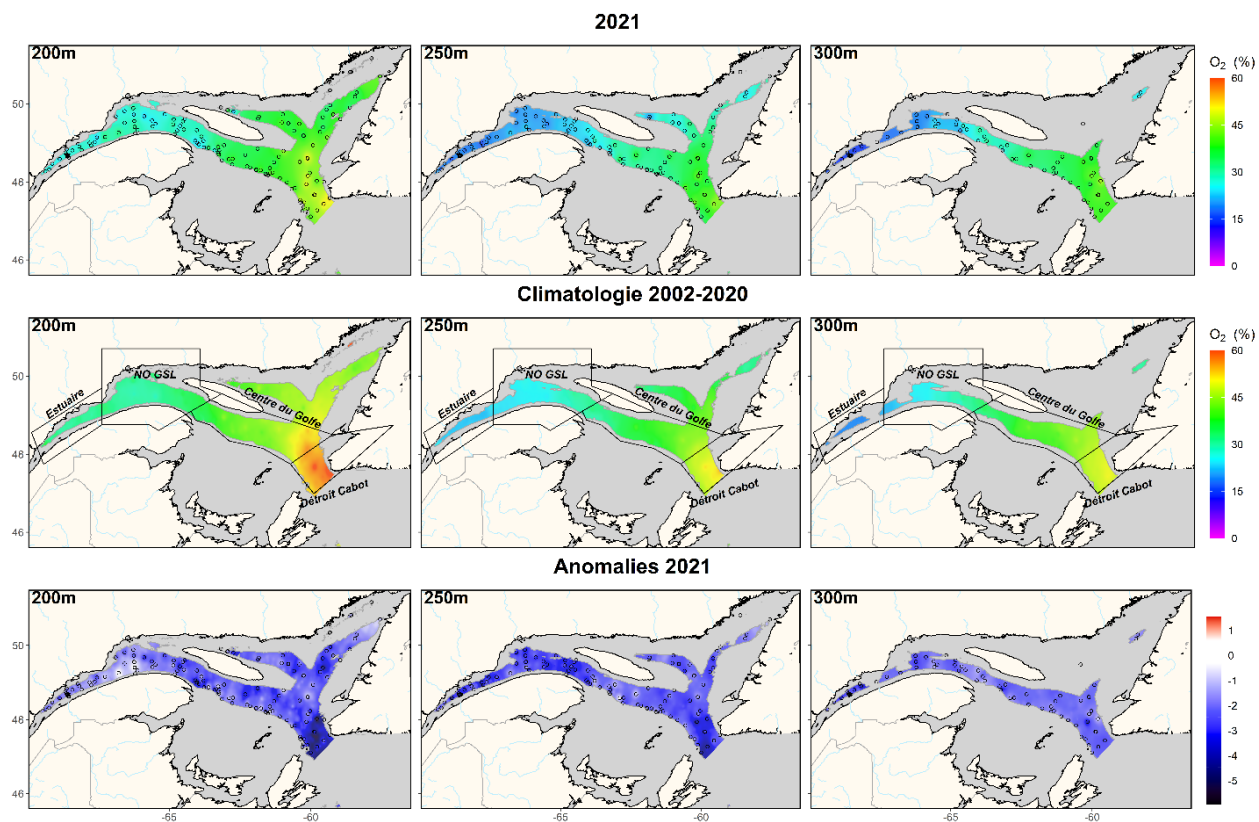 2021
200m
250m
300m
O₂ (%)
60
45
30
15
0
50
48
46
Climatologie 2002-2020
200m
250m
300m
O₂ (%)
60
45
30
15
0
50
48
46
Estuaire
NO GSL
Centre du Golfe
Détroit Cabot
Estuaire
NO GSL
Centre du Golfe
Détroit Cabot
Estuaire
NO GSL
Centre du Golfe
Détroit Cabot
Anomalies 2021
200m
250m
300m
1
0
-1
-2
-3
-4
-5
50
48
46
-65
-60
-65
-60
-65
-60